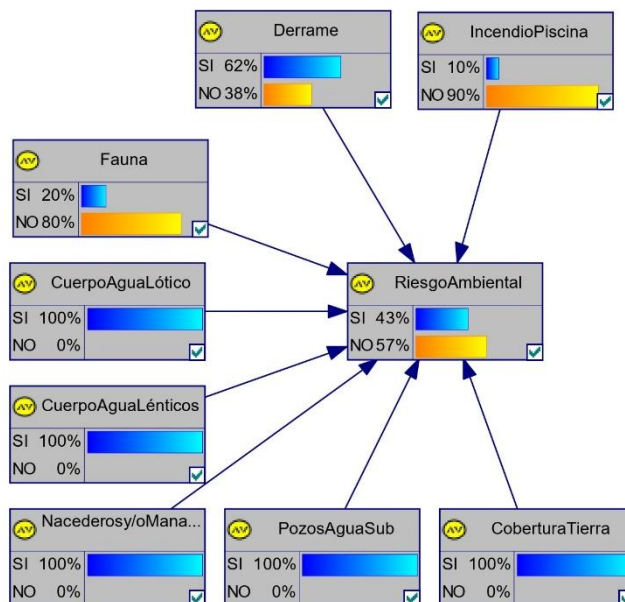 Derrame
SI 62%
NO 38%
IncendioPiscina
SI 10%
NO 90%
Fauna
SI 20%
NO 80%
CuerpoAguaLótico
SI 100%
NO 0%
RiesgoAmbiental
SI 43%
NO 57%
CuerpoAguaLénticos
SI 100%
NO 0%
Nacederosy/oMana...
SI 100%
NO 0%
PozosAguaSub
SI 100%
NO 0%
CoberturaTierra
SI 100%
NO 0%